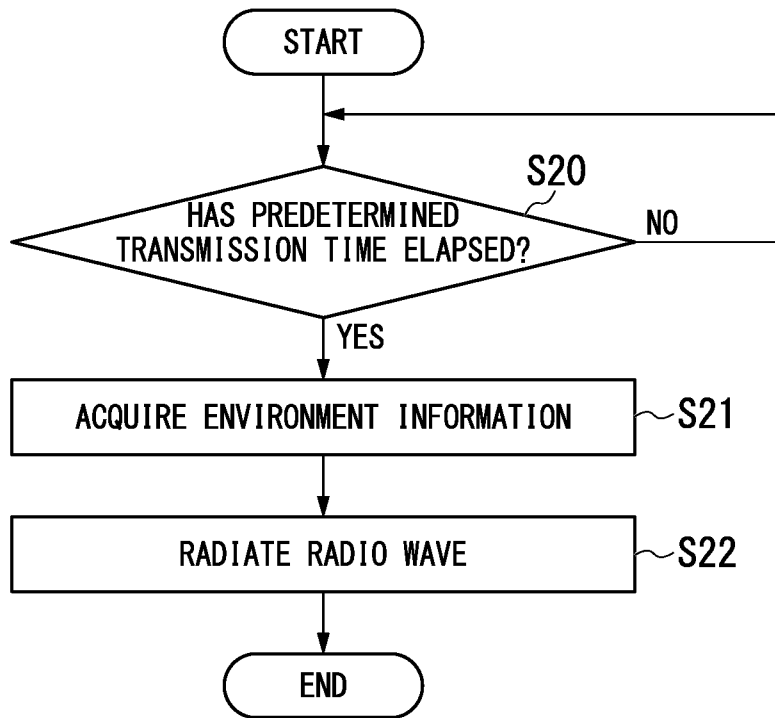 START
S20
HAS PREDETERMINED
TRANSMISSION TIME ELAPSED?
NO
YES
ACQUIRE ENVIRONMENT INFORMATION
S21
RADIATE RADIO WAVE
S22
END